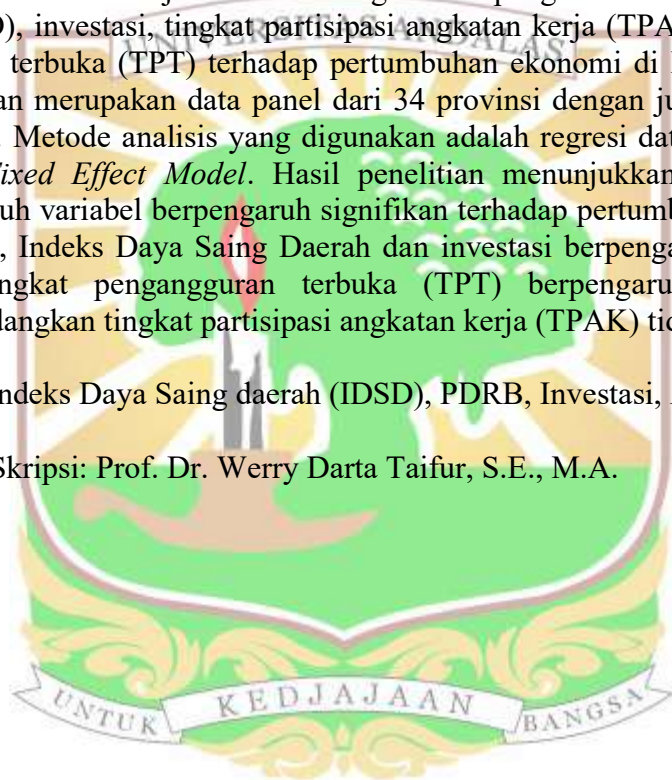 ), investasi, tingkat partisipasi angkatan kerja (TPA
UNIVERSITAS ANDALAS
terbuka (TPT) terhadap pertumbuhan ekonomi di
an merupakan data panel dari 34 provinsi dengan ju
. Metode analisis yang digunakan adalah regresi dat
ixed Effect Model. Hasil penelitian menunjukkan
uh variabel berpengaruh signifikan terhadap pertumb
, Indeks Daya Saing Daerah dan investasi berpenga
ngkat pengangguran terbuka (TPT) berpengaru
dangkan tingkat partisipasi angkatan kerja (TPAK) tid
ndeks Daya Saing daerah (IDSD), PDRB, Investasi,
Skripsi: Prof. Dr. Werry Darta Taifur, S.E., M.A.
UNTUK KEDJAJAAN BANGSA